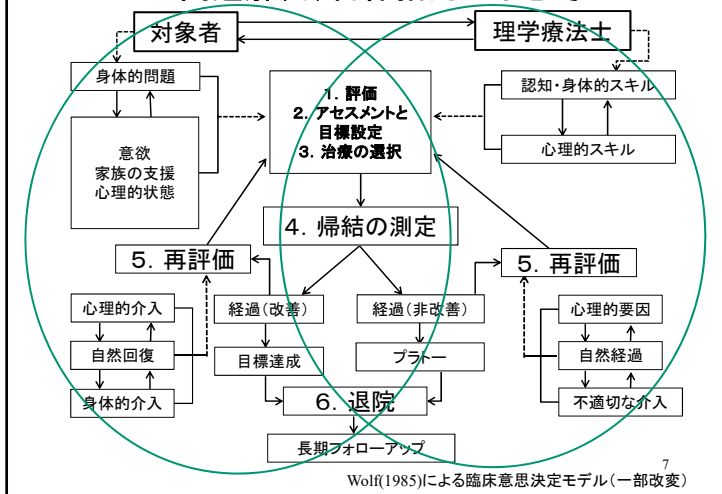 対象者
理学療法士
身体的問題
意欲
家族の支援
心理的状態
1. 評価
2. アセスメントと
目標設定
3. 治療の選択
認知・身体的スキル
心理的スキル
4. 帰結の測定
5. 再評価
5. 再評価
心理的介入
自然回復
身体的介入
経過(改善)
経過(非改善)
目標達成
プラトー
心理的要因
自然経過
不適切な介入
6. 退院
長期フォローアップ
7
Wolf(1985)による臨床意思決定モデル(一部改変)